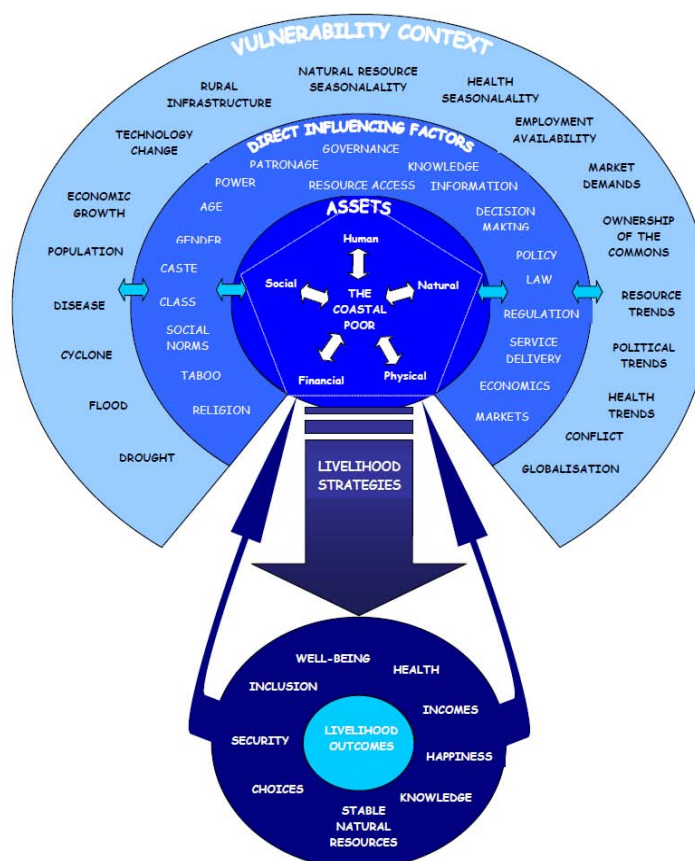 VULNERABILITY CONTEXT
NATURAL RESOURCE
SEASONALALITY
RURAL
INFRASTRUCTURE
TECHNOLOGY
CHANGE
ECONOMIC
GROWTH
POPULATION
DISEASE
CYCLONE
FLOOD
DROUGHT
HEALTH
SEASONALALITY
EMPLOYMENT
AVAILABILITY
MARKET
DEMANDS
OWNERSHIP
OF THE
COMMONS
RESOURCE
TRENDS
POLITICAL
TRENDS
HEALTH
TRENDS
CONFLICT
GLOBALISATION
DIRECT INFLUENCING FACTORS
GOVERNANCE
PATRONAGE
POWER
AGE
GENDER
CASTE
CLASS
SOCIAL
NORMS
TABOO
RELIGION
KNOWLEDGE
RESOURCE ACCESS
INFORMATION
DECISION
MAKING
POLICY
LAW
REGULATION
SERVICE
DELIVERY
ECONOMICS
MARKETS
ASSETS
Human
Social
Natural
THE
COASTAL
POOR
Financial
Physical
LIVELIHOOD
STRATEGIES
WELL-BEING
HEALTH
INCLUSION
INCOMES
SECURITY
LIVELIHOOD
OUTCOMES
HAPPINESS
CHOICES
KNOWLEDGE
STABLE
NATURAL
RESOURCES